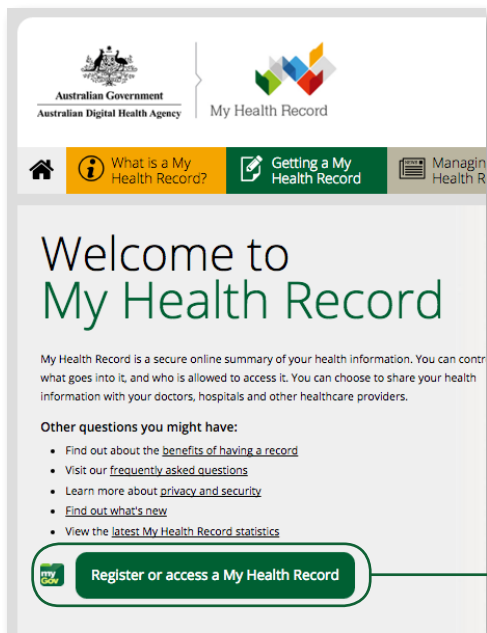 Australian Government
Australian Digital Health Agency
My Health Record
What is a My
Health Record?
Getting a My
Health Record
Managin
Health R
Welcome to
My Health Record
My Health Record is a secure online summary of your health information. You can contr
what goes into it, and who is allowed to access it. You can choose to share your health
information with your doctors, hospitals and other healthcare providers.
Other questions you might have:
• Find out about the benefits of having a record
• Visit our frequently asked questions
• Learn more about privacy and security
• Find out what's new
• View the latest My Health Record statistics
my
Gov
Register or access a My Health Record